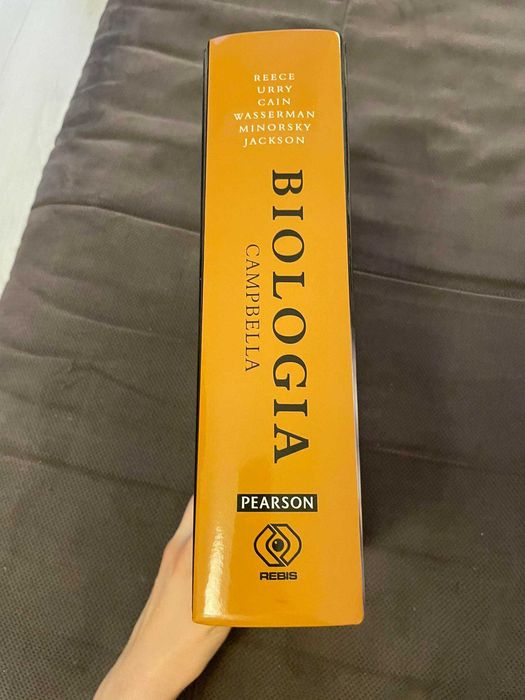 REECE
URRY
CAIN
WASSERMAN
MINORSKY
JACKSON
BIOLOGIA
CAMPBELLA
PEARSON
REBIS